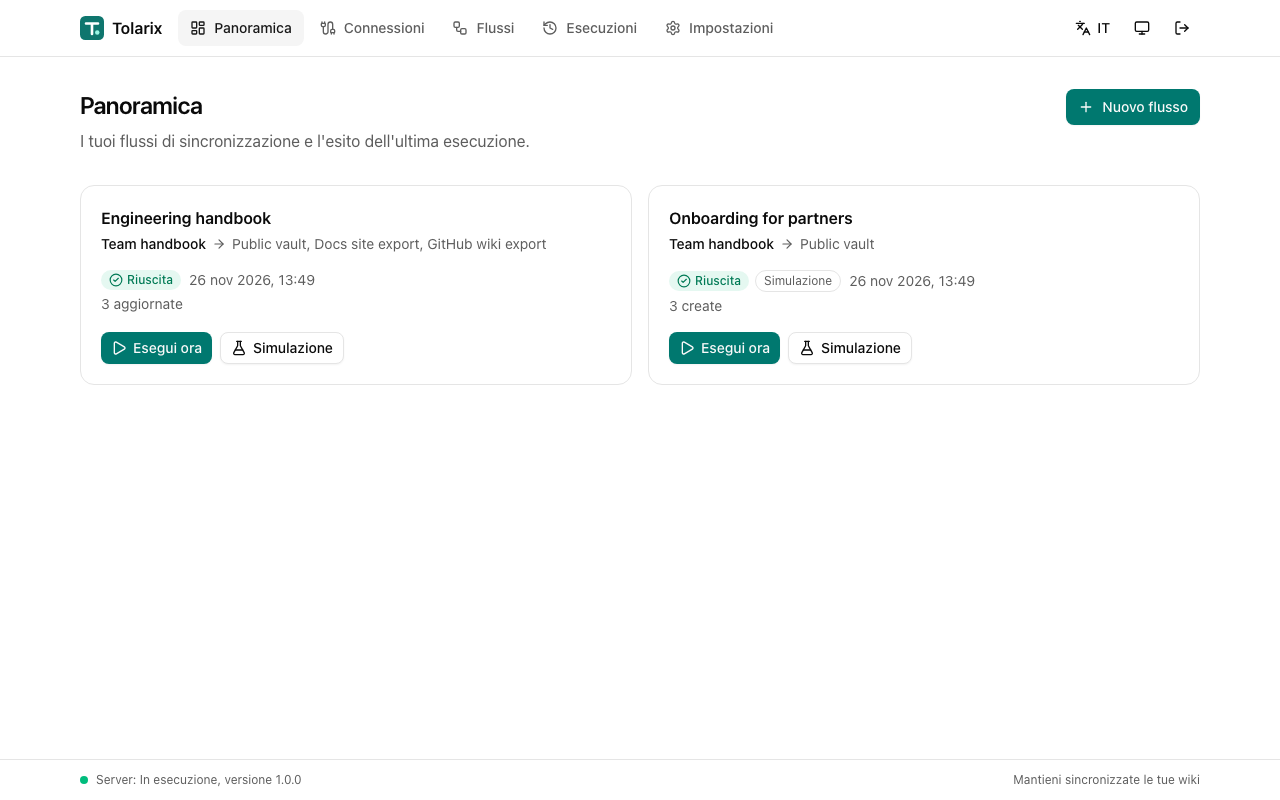 Tolarix
Panoramica
Connessioni
Flussi
Esecuzioni
Impostazioni
IT
Panoramica
I tuoi flussi di sincronizzazione e l'esito dell'ultima esecuzione.
Nuovo flusso
Engineering handbook
Team handbook → Public vault, Docs site export, GitHub wiki export
Riuscita 26 nov 2026, 13:49
3 aggiornate
Esegui ora Simulazione
Onboarding for partners
Team handbook → Public vault
Riuscita Simulazione 26 nov 2026, 13:49
3 create
Esegui ora Simulazione
Server: In esecuzione, versione 1.0.0
Mantieni sincronizzate le tue wiki